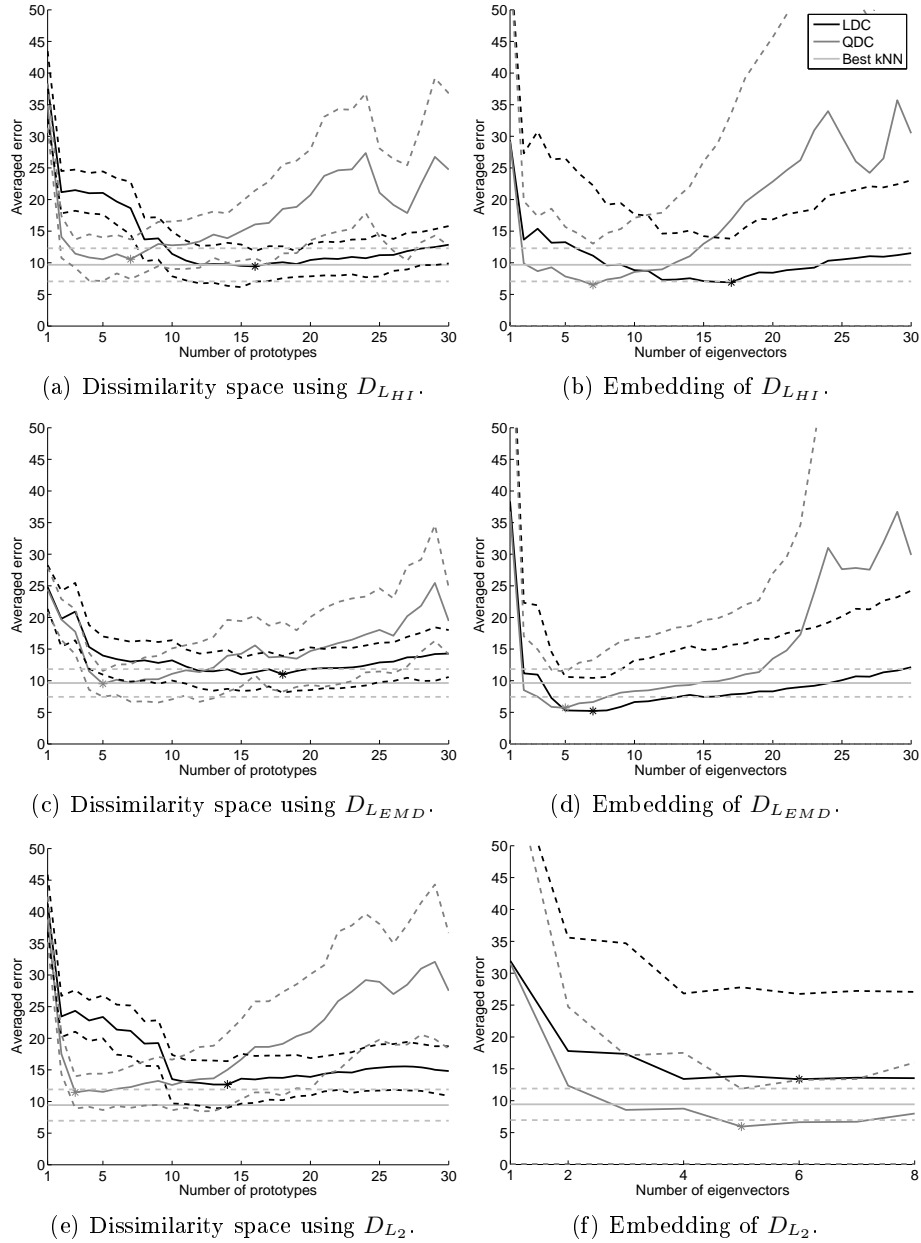 50
45
40
35
30
25
20
15
10
5
0
Averaged error
1 5 10 15 20 25 30
Number of prototypes
(a) Dissimilarity space using D_{L_{HI}}.
50
45
40
35
30
25
20
15
10
5
0
Averaged error
LDC
QDC
Best kNN
1 5 10 15 20 25 30
Number of eigenvectors
(b) Embedding of D_{L_{HI}}.
50
45
40
35
30
25
20
15
10
5
0
Averaged error
1 5 10 15 20 25 30
Number of prototypes
(c) Dissimilarity space using D_{L_{EMD}}.
50
45
40
35
30
25
20
15
10
5
0
Averaged error
1 5 10 15 20 25 30
Number of eigenvectors
(d) Embedding of D_{L_{EMD}}.
50
45
40
35
30
25
20
15
10
5
0
Averaged error
1 5 10 15 20 25 30
Number of prototypes
(e) Dissimilarity space using D_{L_2}.
50
45
40
35
30
25
20
15
10
5
0
Averaged error
1 2 4 6 8
Number of eigenvectors
(f) Embedding of D_{L_2}.